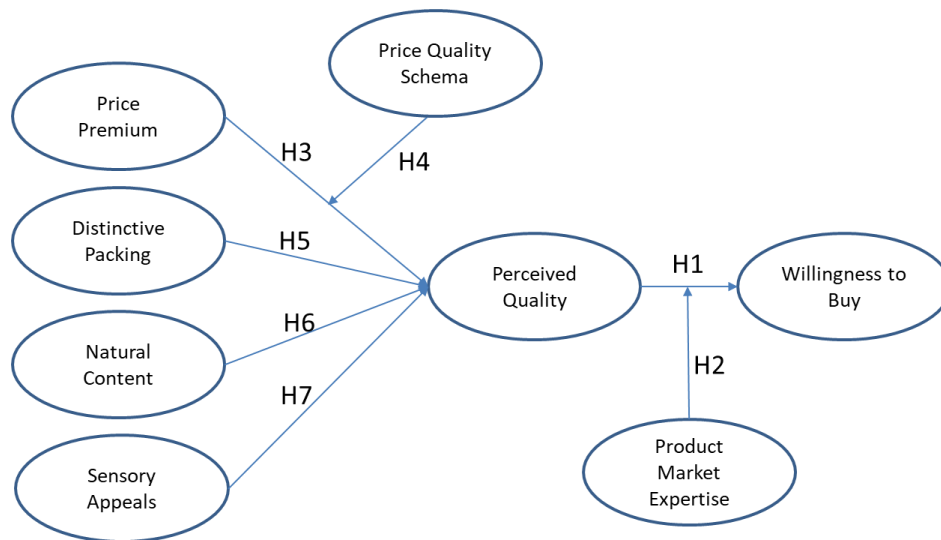 Price Quality
Schema
Price
Premium
H3
H4
Distinctive
Packing
H5
Perceived
Quality
H1
Willingness to
Buy
H6
Natural
Content
H2
H7
Product
Market
Expertise
Sensory
Appeals